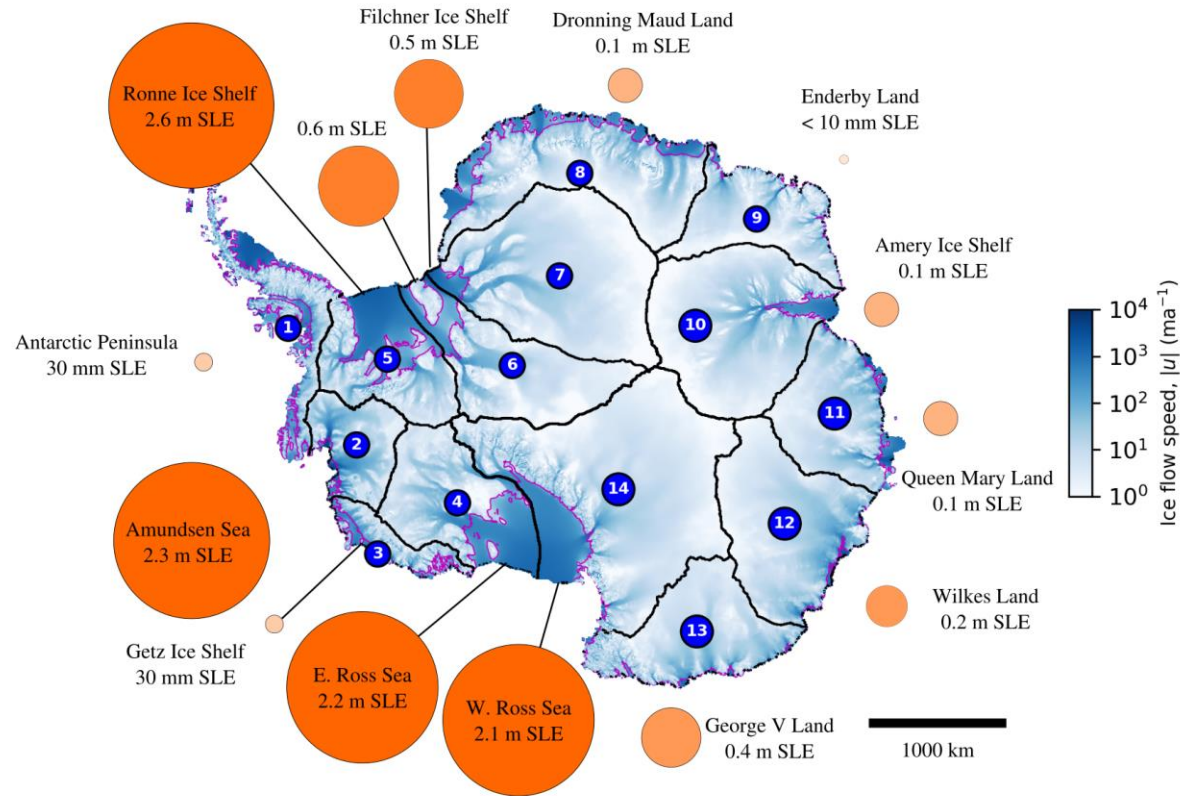 Filchner Ice Shelf
0.5 m SLE
Dronning Maud Land
0.1 m SLE
Ronne Ice Shelf
2.6 m SLE
0.6 m SLE
Enderby Land
< 10 mm SLE
8
9
7
Amery Ice Shelf
0.1 m SLE
1
10
Antarctic Peninsula
30 mm SLE
5
6
11
2
Queen Mary Land
0.1 m SLE
4
14
12
Amundsen Sea
2.3 m SLE
3
Getz Ice Shelf
30 mm SLE
Wilkes Land
0.2 m SLE
13
E. Ross Sea
2.2 m SLE
W. Ross Sea
2.1 m SLE
George V Land
0.4 m SLE
1000 km
10⁴
10³
10²
10¹
10⁰
Ice flow speed, |u| (ma⁻¹)